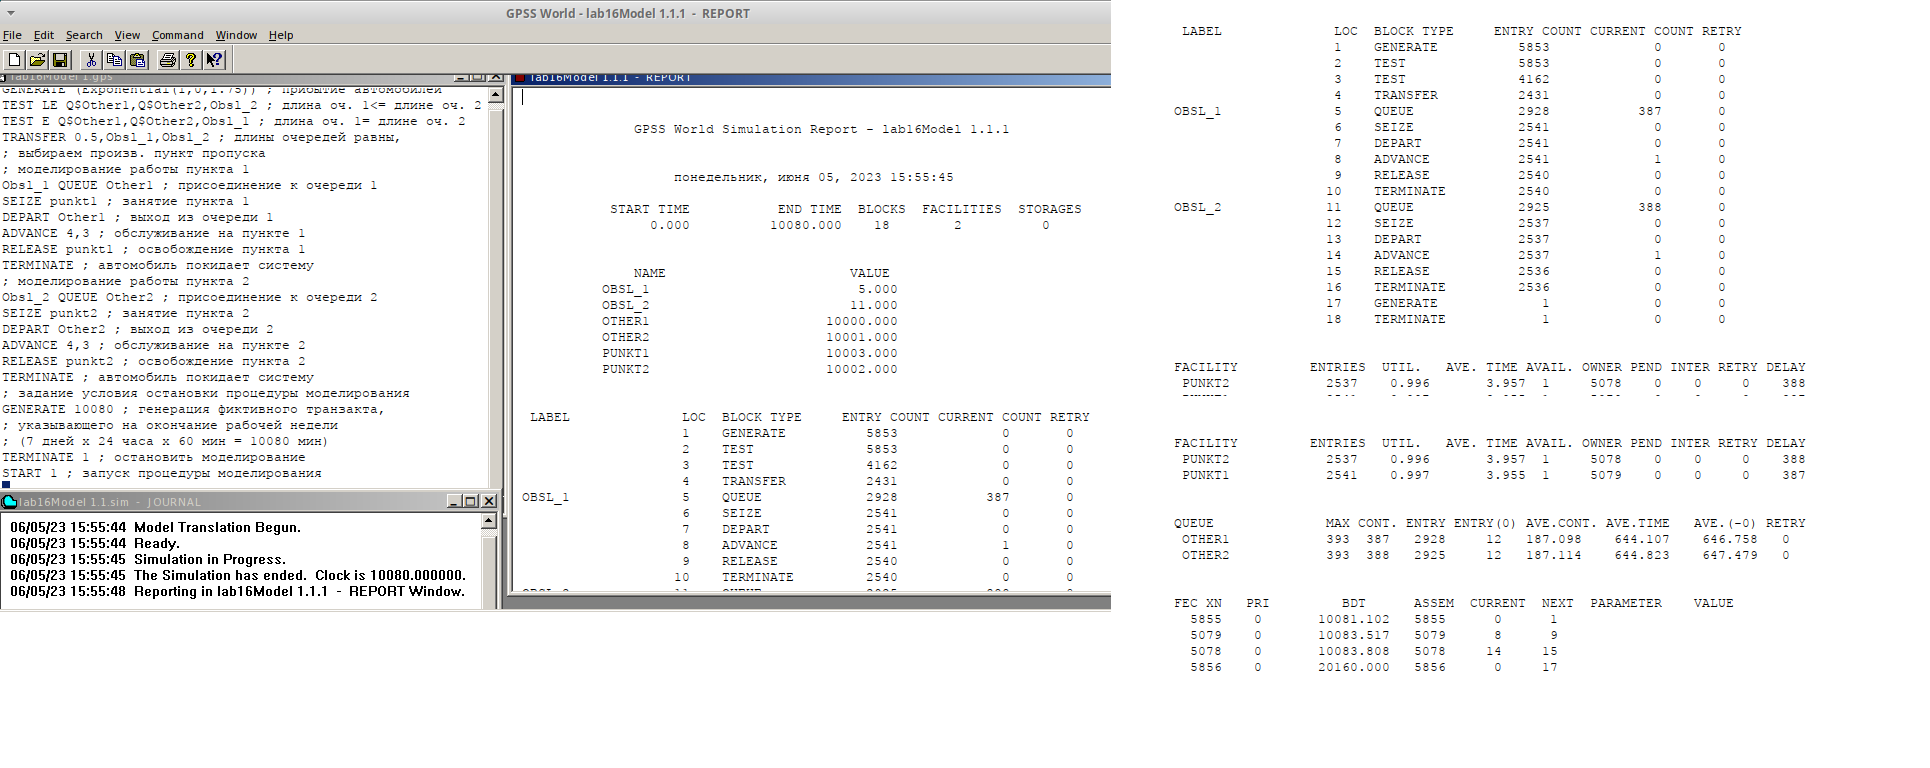 GPSS World - lab16Model 1.1.1 - REPORT
File Edit Search View Command Window Help
lab16Model 1.gps
GENERATE (Exponential(1,0,1.75)) ; прибытие автомобилей
TEST LE Q$Other1,Q$Other2,Obsl_2 ; длина оч. 1<= длине оч. 2
TEST E Q$Other1,Q$Other2,Obsl_1 ; длина оч. 1= длине оч. 2
TRANSFER 0.5,Obsl_1,Obsl_2 ; длины очередей равны,
; выбираем произв. пункт пропуска
; моделирование работы пункта 1
Obsl_1 QUEUE Other1 ; присоединение к очереди 1
SEIZE punkt1 ; занятие пункта 1
DEPART Other1 ; выход из очереди 1
ADVANCE 4,3 ; обслуживание на пункте 1
RELEASE punkt1 ; освобождение пункта 1
TERMINATE ; автомобиль покидает систему
; моделирование работы пункта 2
Obsl_2 QUEUE Other2 ; присоединение к очереди 2
SEIZE punkt2 ; занятие пункта 2
DEPART Other2 ; выход из очереди 2
ADVANCE 4,3 ; обслуживание на пункте 2
RELEASE punkt2 ; освобождение пункта 2
TERMINATE ; автомобиль покидает систему
; задание условия остановки процедуры моделирования
GENERATE 10080 ; генерация фиктивного транзакта,
; указывающего на окончание рабочей недели
; (7 дней x 24 часа x 60 мин = 10080 мин)
TERMINATE 1 ; остановить моделирование
START 1 ; запуск процедуры моделирования
lab16Model 1.1.sim - JOURNAL
06/05/23 15:55:44 Model Translation Begun.
06/05/23 15:55:44 Ready.
06/05/23 15:55:45 Simulation in Progress.
06/05/23 15:55:45 The Simulation has ended. Clock is 10080.000000.
06/05/23 15:55:48 Reporting in lab16Model 1.1.1 - REPORT Window.
lab16Model 1.1.1 - REPORT
GPSS World Simulation Report - lab16Model 1.1.1
понедельник, июня 05, 2023 15:55:45
START TIME END TIME BLOCKS FACILITIES STORAGES
0.000 10080.000 18 2 0
NAME VALUE
OBSL_1 5.000
OBSL_2 11.000
OTHER1 10000.000
OTHER2 10001.000
PUNKT1 10003.000
PUNKT2 10002.000
LABEL LOC BLOCK TYPE ENTRY COUNT CURRENT COUNT RETRY
1 GENERATE 5853 0 0
2 TEST 5853 0 0
3 TEST 4162 0 0
4 TRANSFER 2431 0 0
OBSL_1 5 QUEUE 2928 387 0
6 SEIZE 2541 0 0
7 DEPART 2541 0 0
8 ADVANCE 2541 1 0
9 RELEASE 2540 0 0
10 TERMINATE 2540 0 0
LABEL LOC BLOCK TYPE ENTRY COUNT CURRENT COUNT RETRY
1 GENERATE 5853 0 0
2 TEST 5853 0 0
3 TEST 4162 0 0
4 TRANSFER 2431 0 0
OBSL_1 5 QUEUE 2928 387 0
6 SEIZE 2541 0 0
7 DEPART 2541 0 0
8 ADVANCE 2541 1 0
9 RELEASE 2540 0 0
10 TERMINATE 2540 0 0
OBSL_2 11 QUEUE 2925 388 0
12 SEIZE 2537 0 0
13 DEPART 2537 0 0
14 ADVANCE 2537 1 0
15 RELEASE 2536 0 0
16 TERMINATE 2536 0 0
17 GENERATE 1 0 0
18 TERMINATE 1 0 0
FACILITY ENTRIES UTIL. AVE. TIME AVAIL. OWNER PEND INTER RETRY DELAY
PUNKT2 2537 0.996 3.957 1 5078 0 0 0 388
FACILITY ENTRIES UTIL. AVE. TIME AVAIL. OWNER PEND INTER RETRY DELAY
PUNKT2 2537 0.996 3.957 1 5078 0 0 0 388
PUNKT1 2541 0.997 3.955 1 5079 0 0 0 387
QUEUE MAX CONT. ENTRY ENTRY(0) AVE.CONT. AVE.TIME AVE.(-0) RETRY
OTHER1 393 387 2928 12 187.098 644.107 646.758 0
OTHER2 393 388 2925 12 187.114 644.823 647.479 0
FEC XN PRI BDT ASSEM CURRENT NEXT PARAMETER VALUE
5855 0 10081.102 5855 0 1
5079 0 10083.517 5079 8 9
5078 0 10083.808 5078 14 15
5856 0 20160.000 5856 0 17